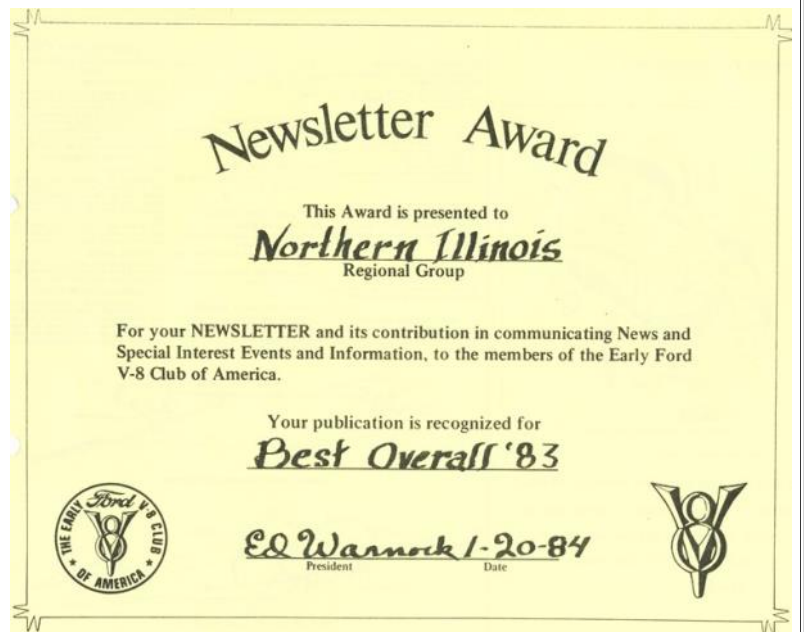 Newsletter Award
This Award is presented to
Northern Illinois
Regional Group
For your NEWSLETTER and its contribution in communicating News and
Special Interest Events and Information, to the members of the Early Ford
V-8 Club of America.
Your publication is recognized for
Best Overall '83
Ed Warnock 1-20-84
President Date
THE EARLY Ford V-8 CLUB
OF AMERICA
V8
V8